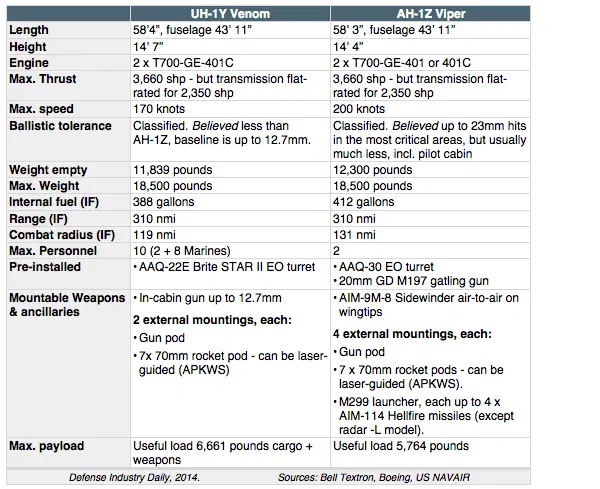 UH-1Y Venom AH-1Z Viper
Length 58'4”, fuselage 43’ 11” 58’ 3”, fuselage 43’ 11”
Height 14’ 7” 14’ 4”
Engine 2 x T700-GE-401C 2 x T700-GE-401 or 401C
Max. Thrust 3,660 shp - but transmission flat-rated for 2,350 shp 3,660 shp - but transmission flat-rated for 2,350 shp
Max. speed 170 knots 200 knots
Ballistic tolerance Classified. Believed less than AH-1Z, baseline is up to 12.7mm. Classified. Believed up to 23mm hits in the most critical areas, but usually much less, incl. pilot cabin
Weight empty 11,839 pounds 12,300 pounds
Max. Weight 18,500 pounds 18,500 pounds
Internal fuel (IF) 388 gallons 412 gallons
Range (IF) 310 nmi 310 nmi
Combat radius (IF) 119 nmi 131 nmi
Max. Personnel 10 (2 + 8 Marines) 2
Pre-installed • AAQ-22E Brite STAR II EO turret • AAQ-30 EO turret
• 20mm GD M197 gatling gun
Mountable Weapons & ancillaries • In-cabin gun up to 12.7mm • AIM-9M-8 Sidewinder air-to-air on wingtips
2 external mountings, each: 4 external mountings, each:
• Gun pod • Gun pod
• 7x 70mm rocket pod - can be laser-guided (APKWS) • 7 x 70mm rocket pods - can be laser-guided (APKWS).
• M299 launcher, each up to 4 x AIM-114 Hellfire missiles (except radar -L model).
Max. payload Useful load 6,661 pounds cargo + weapons Useful load 5,764 pounds
Defense Industry Daily, 2014. Sources: Bell Textron, Boeing, US NAVAIR